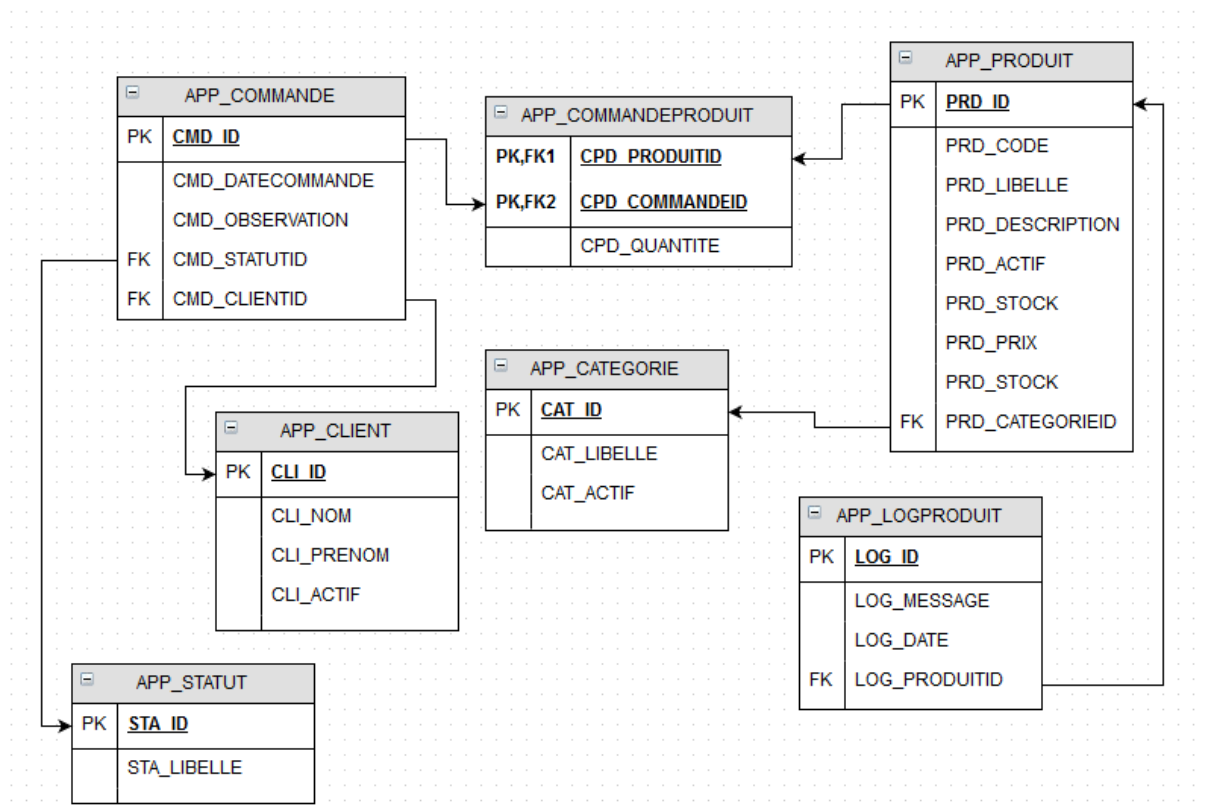 APP_COMMANDE
PK CMD_ID
CMD_DATECOMMANDE
CMD_OBSERVATION
FK CMD_STATUTID
FK CMD_CLIENTID
APP_COMMANDEPRODUIT
PK,FK1 CPD_PRODUITID
PK,FK2 CPD_COMMANDEID
CPD_QUANTITE
APP_PRODUIT
PK PRD_ID
PRD_CODE
PRD_LIBELLE
PRD_DESCRIPTION
PRD_ACTIF
PRD_STOCK
PRD_PRIX
PRD_STOCK
FK PRD_CATEGORIEID
APP_CATEGORIE
PK CAT_ID
CAT_LIBELLE
CAT_ACTIF
APP_CLIENT
PK CLI_ID
CLI_NOM
CLI_PRENOM
CLI_ACTIF
APP_LOGPRODUIT
PK LOG_ID
LOG_MESSAGE
LOG_DATE
FK LOG_PRODUITID
APP_STATUT
PK STA_ID
STA_LIBELLE